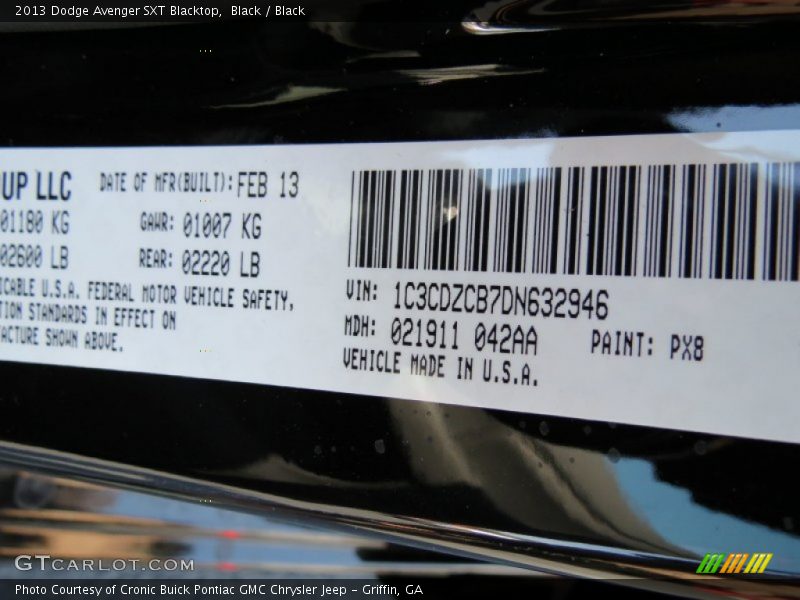 2013 Dodge Avenger SXT Blacktop, Black / Black
UP LLC DATE OF MFR(BUILT): FEB 13
01180 KG GAWR: 01007 KG
02600 LB REAR: 02220 LB
ICABLE U.S.A. FEDERAL MOTOR VEHICLE SAFETY,
TION STANDARDS IN EFFECT ON
FACTURE SHOWN ABOVE.
VIN: 1C3CDZCB7DN632946
MDH: 021911 042AA PAINT: PX8
VEHICLE MADE IN U.S.A.
GTCARLOT.COM
Photo Courtesy of Cronic Buick Pontiac GMC Chrysler Jeep - Griffin, GA